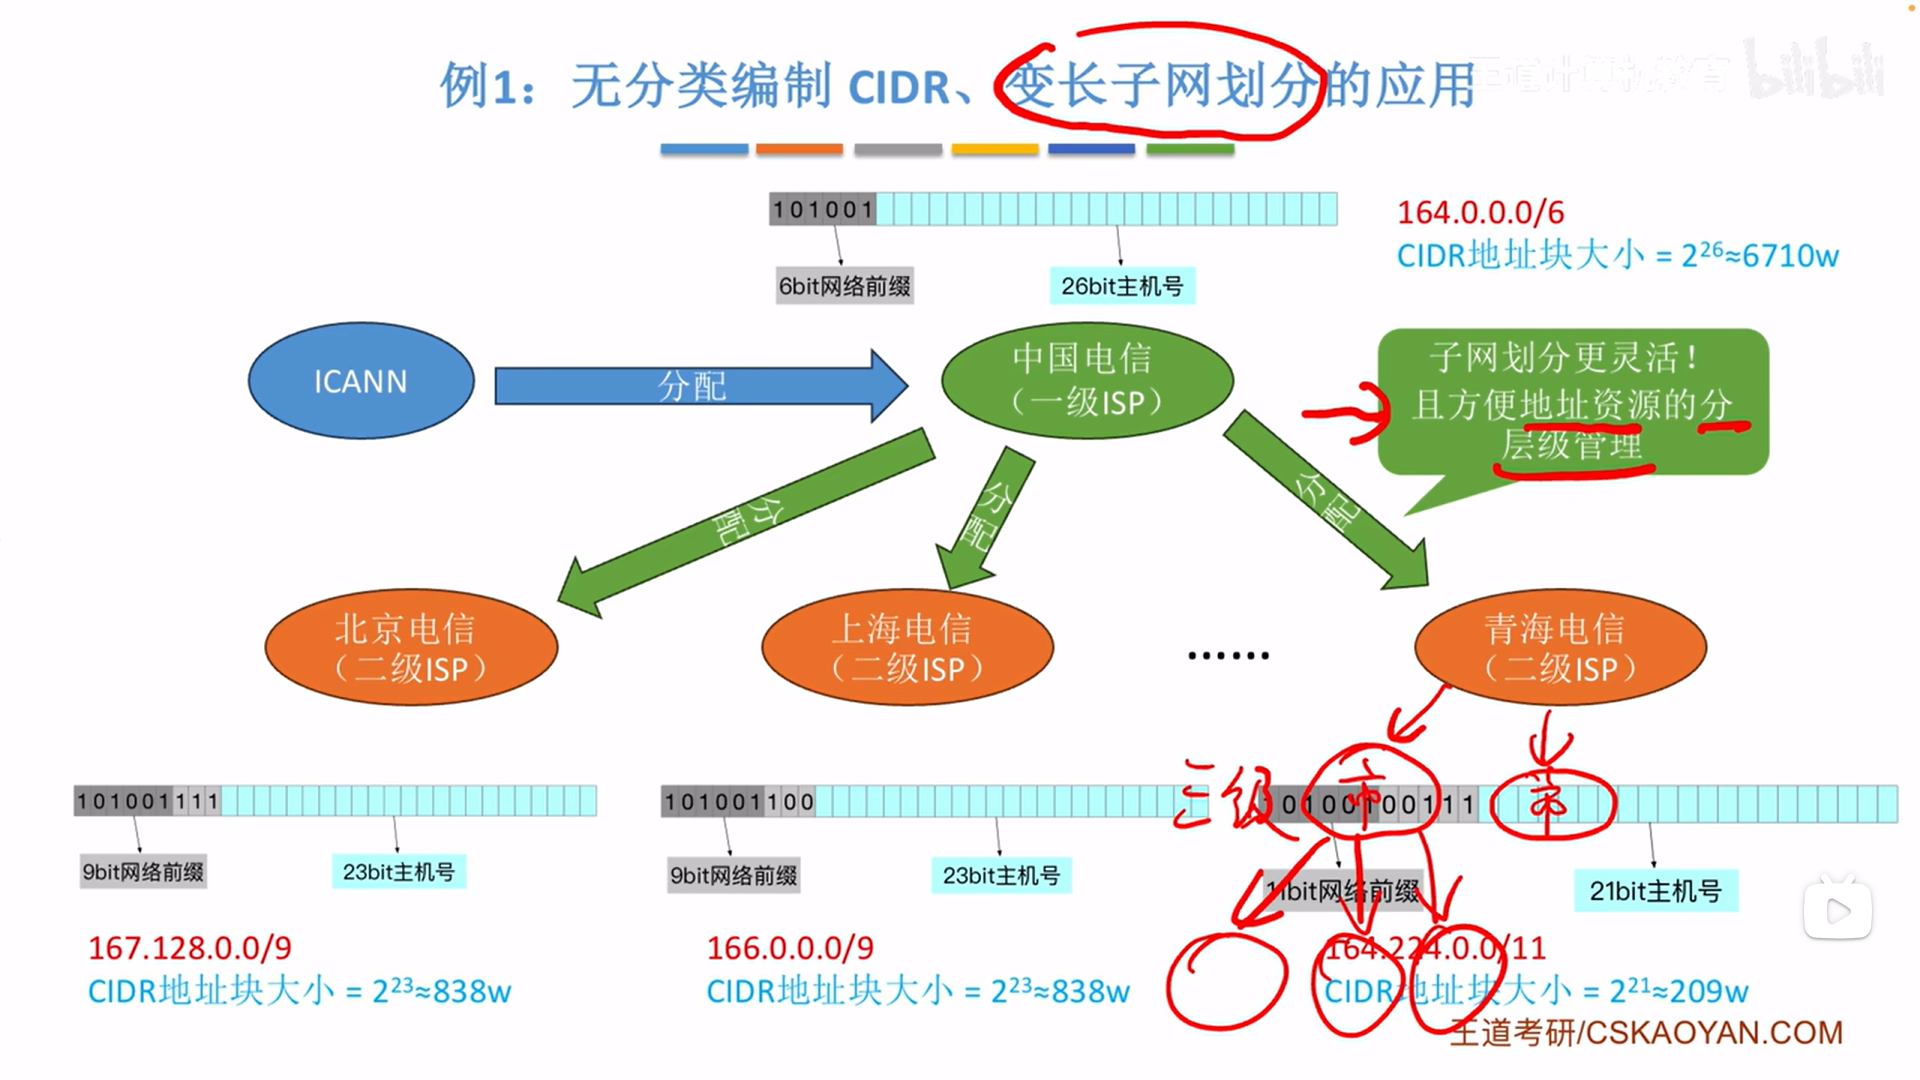 例1：无分类编制 CIDR、变长子网划分的应用
王道计算机教育 bilibili
101001
164.0.0.0/6
CIDR地址块大小 = 2²⁶≈6710w
6bit网络前缀
26bit主机号
ICANN
分配
中国电信
（一级ISP）
子网划分更灵活！
且方便地址资源的分
层级管理
分配
分配
分配
北京电信
（二级ISP）
上海电信
（二级ISP）
……
青海电信
（二级ISP）
101001111
101001100
三级
市
市
10100100111
9bit网络前缀
23bit主机号
9bit网络前缀
23bit主机号
11bit网络前缀
21bit主机号
167.128.0.0/9
CIDR地址块大小 = 2²³≈838w
166.0.0.0/9
CIDR地址块大小 = 2²³≈838w
164.224.0.0/11
CIDR地址块大小 = 2²¹≈209w
王道考研/CSKAOYAN.COM